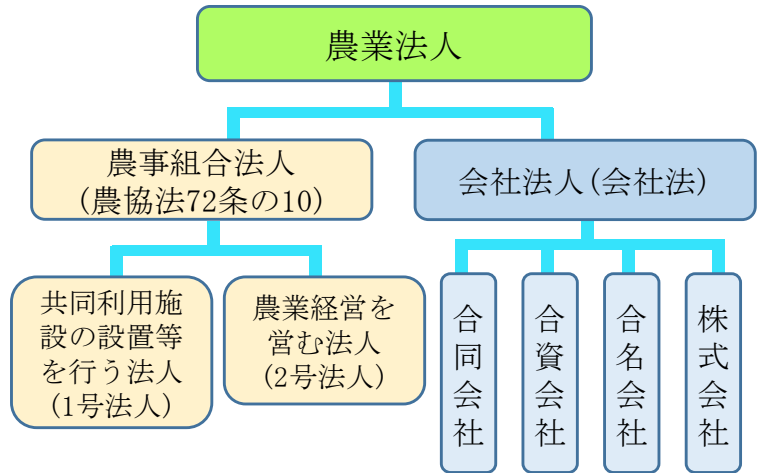 農業法人
農事組合法人
(農協法72条の10)
会社法人(会社法)
共同利用施
設の設置等
を行う法人
(1号法人)
農業経営を
営む法人
(2号法人)
合同会社
合資会社
合名会社
株式会社